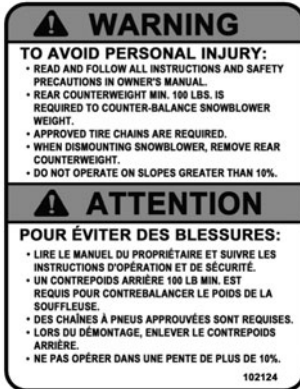 WARNING
TO AVOID PERSONAL INJURY:
• READ AND FOLLOW ALL INSTRUCTIONS AND SAFETY
PRECAUTIONS IN OWNER'S MANUAL.
• REAR COUNTERWEIGHT MIN. 100 LBS. IS
REQUIRED TO COUNTER-BALANCE SNOWBLOWER
WEIGHT.
• APPROVED TIRE CHAINS ARE REQUIRED.
• WHEN DISMOUNTING SNOWBLOWER, REMOVE REAR
COUNTERWEIGHT.
• DO NOT OPERATE ON SLOPES GREATER THAN 10%.
ATTENTION
POUR ÉVITER DES BLESSURES:
• LIRE LE MANUEL DU PROPRIÉTAIRE ET SUIVRE LES
INSTRUCTIONS D'OPÉRATION ET DE SÉCURITÉ.
• UN CONTREPOIDS ARRIÈRE 100 LB MIN. EST
REQUIS POUR CONTREBALANCER LE POIDS DE LA
SOUFFLEUSE.
• DES CHAÎNES À PNEUS APPROUVÉES SONT REQUISES.
• LORS DU DÉMONTAGE, ENLEVER LE CONTREPOIDS
ARRIÈRE.
• NE PAS OPÉRER DANS UNE PENTE DE PLUS DE 10%.
102124